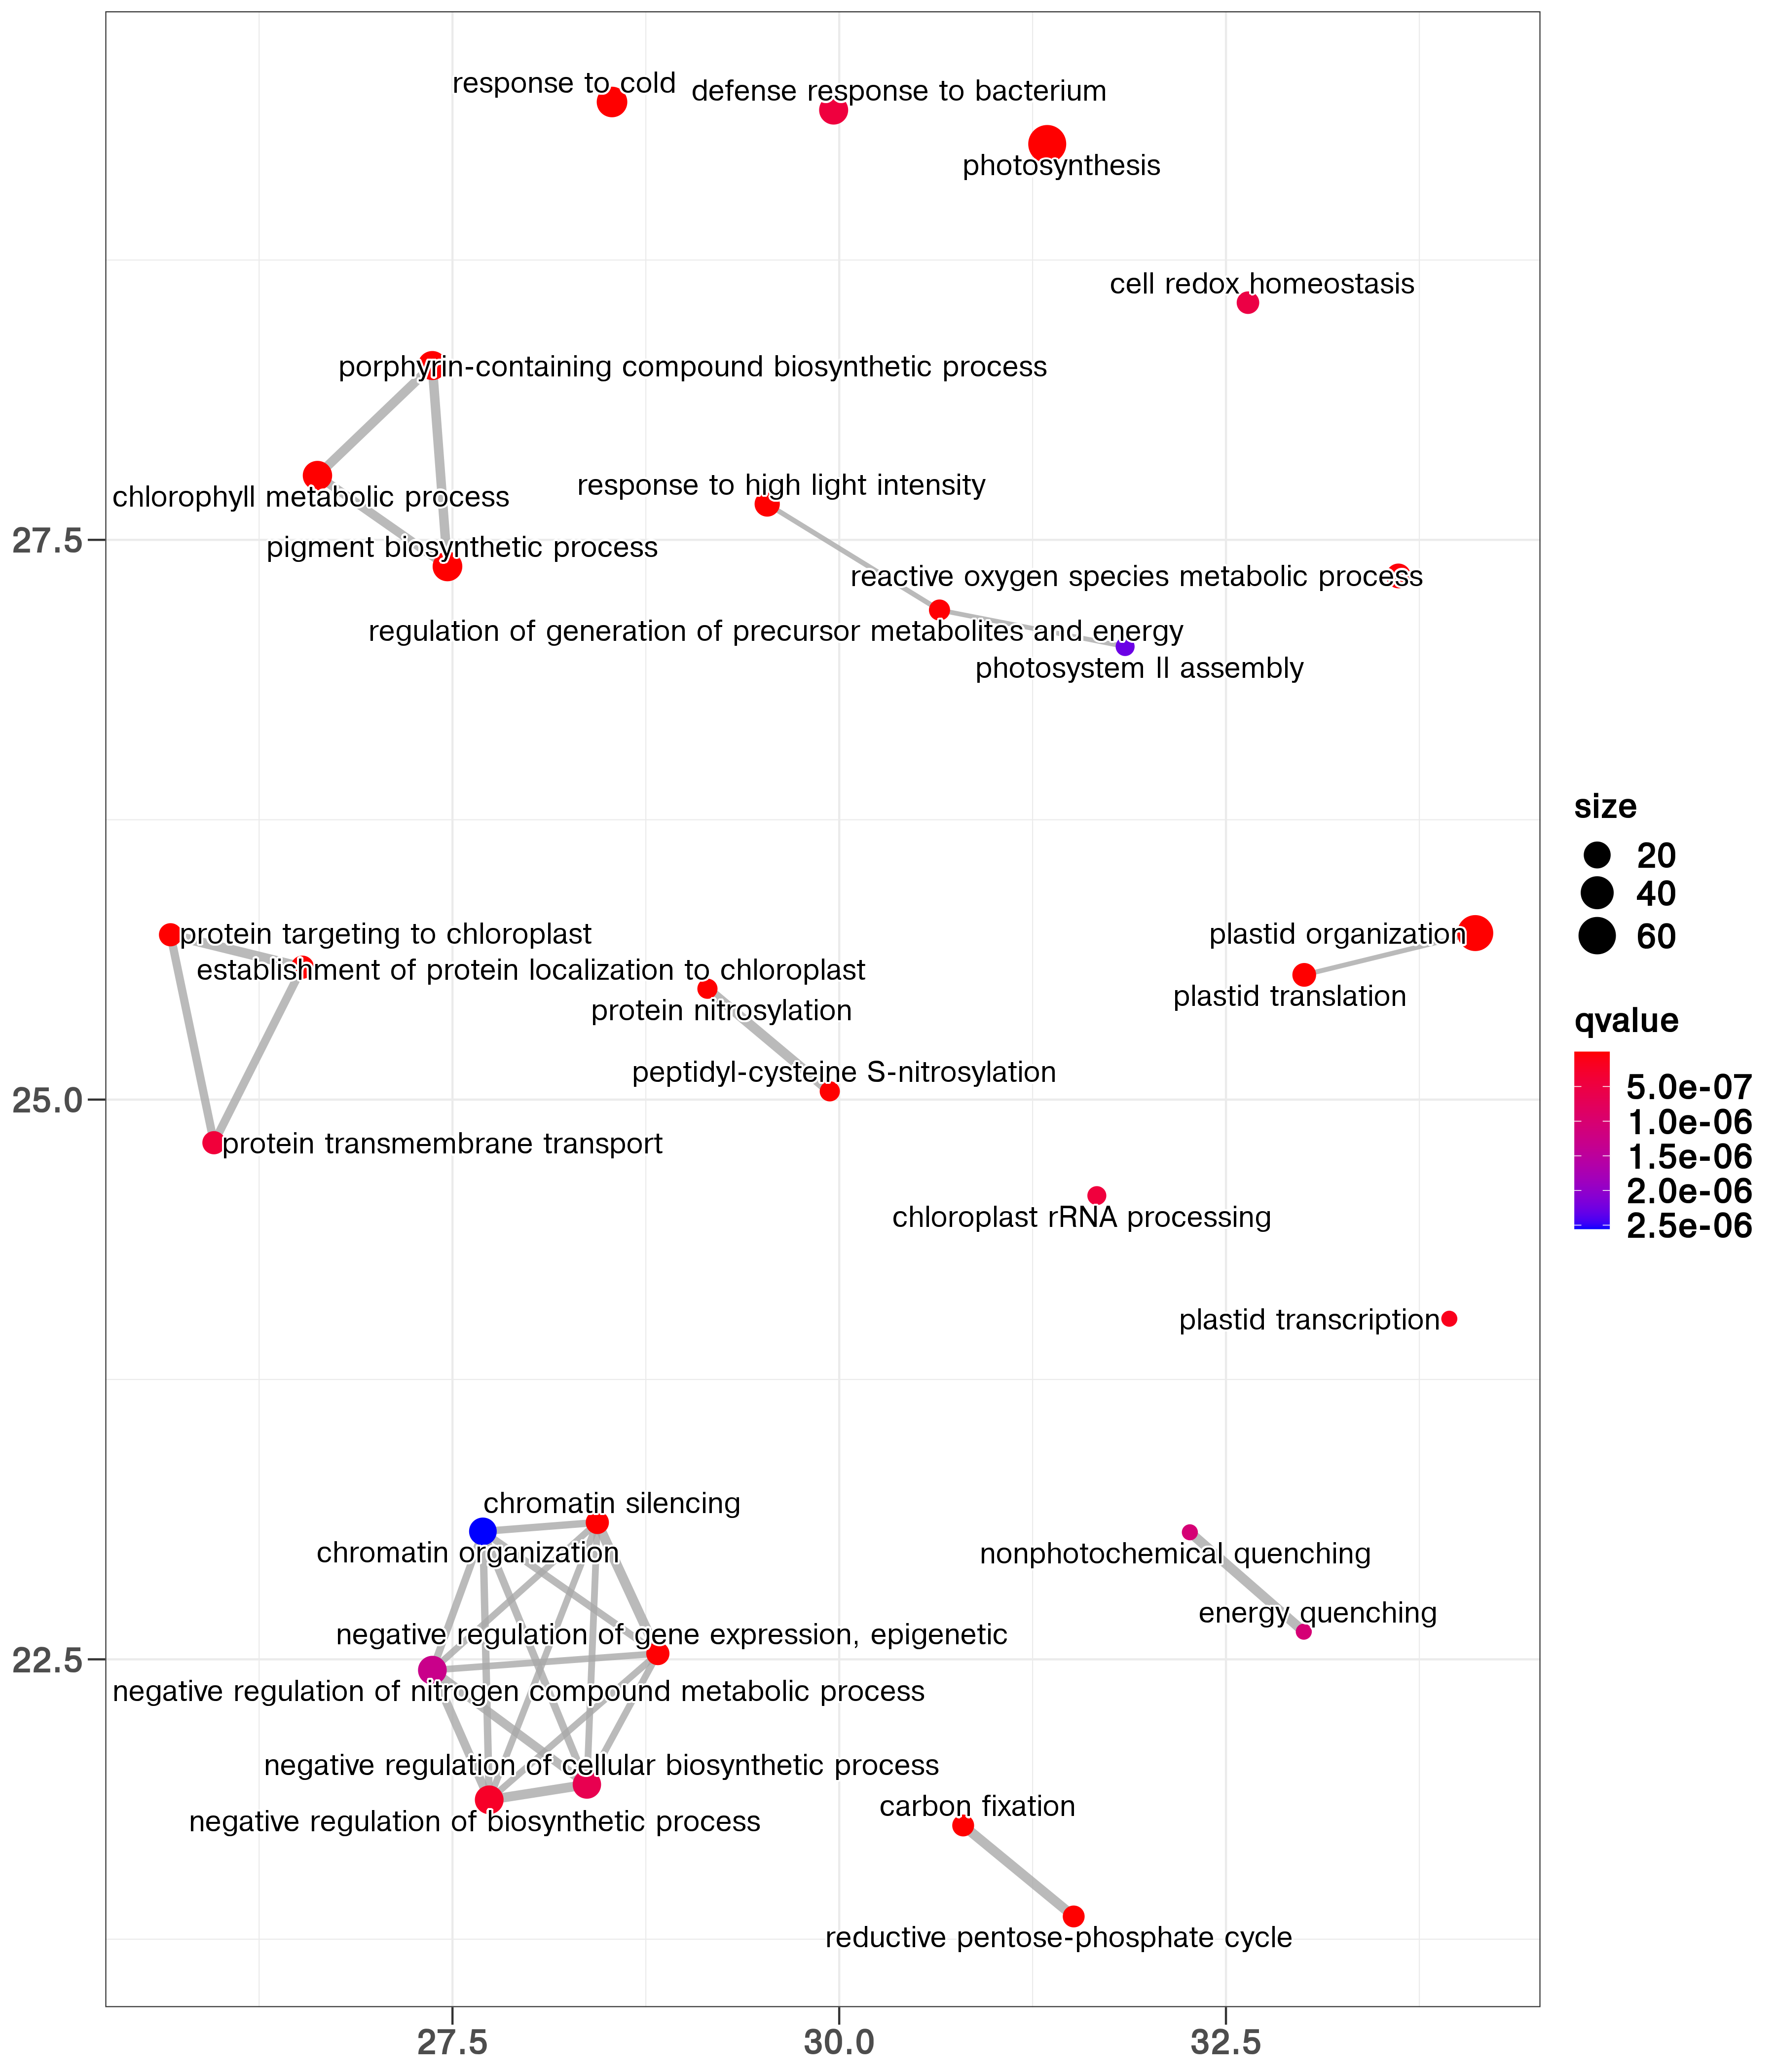 response to cold
defense response to bacterium
photosynthesis
cell redox homeostasis
porphyrin-containing compound biosynthetic process
chlorophyll metabolic process
response to high light intensity
27.5
pigment biosynthetic process
reactive oxygen species metabolic process
regulation of generation of precursor metabolites and energy
photosystem II assembly
size
20
40
60
protein targeting to chloroplast
plastid organization
establishment of protein localization to chloroplast
plastid translation
protein nitrosylation
qvalue
5.0e-07
1.0e-06
1.5e-06
2.0e-06
2.5e-06
peptidyl-cysteine S-nitrosylation
25.0
protein transmembrane transport
chloroplast rRNA processing
plastid transcription
chromatin silencing
chromatin organization
nonphotochemical quenching
energy quenching
negative regulation of gene expression, epigenetic
22.5
negative regulation of nitrogen compound metabolic process
negative regulation of cellular biosynthetic process
carbon fixation
negative regulation of biosynthetic process
reductive pentose-phosphate cycle
27.5
30.0
32.5